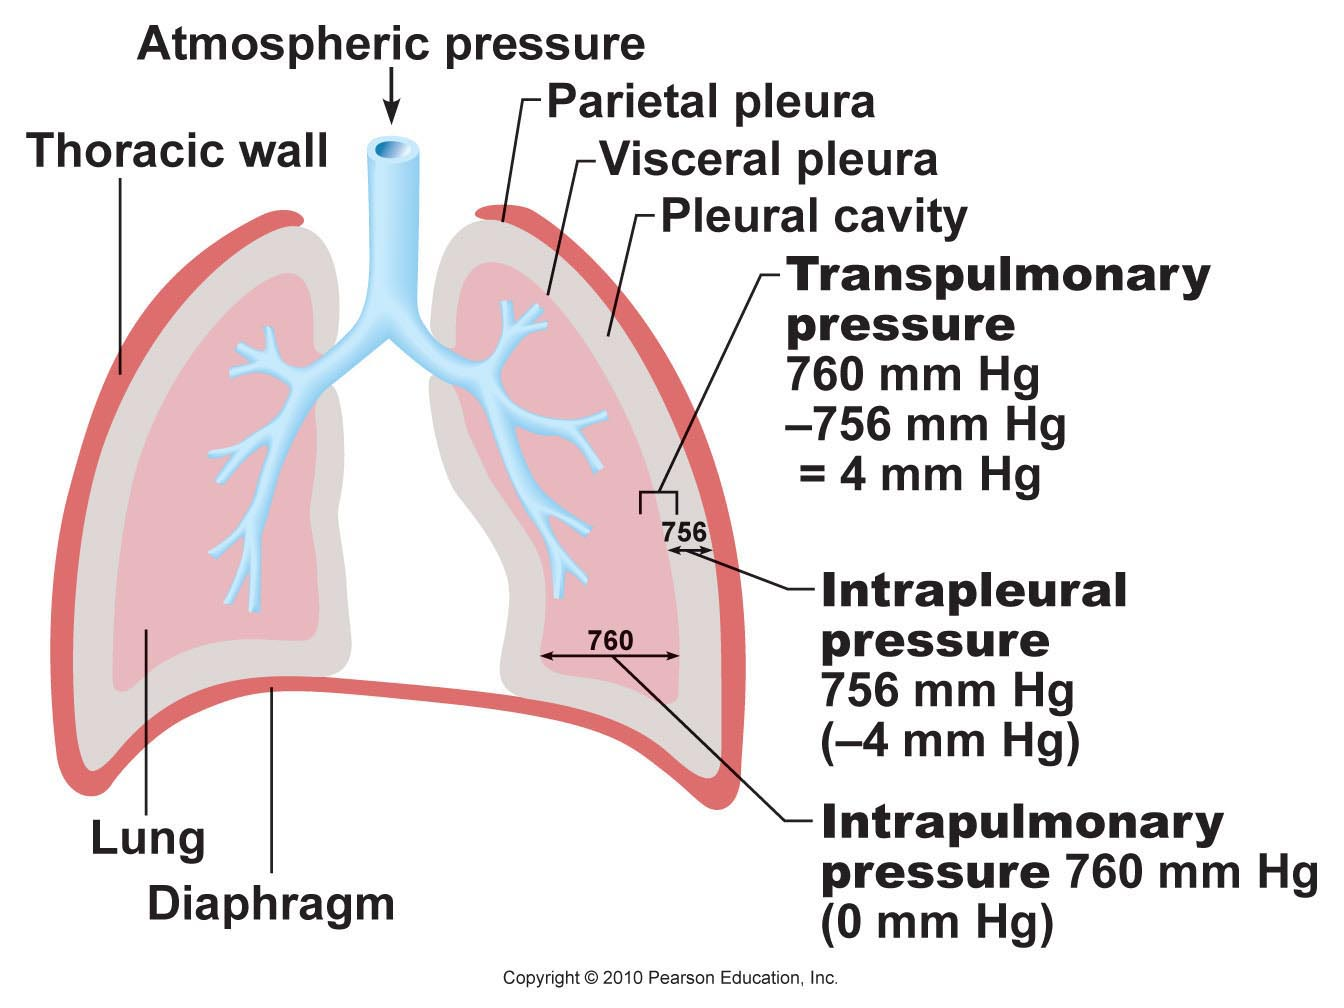 Atmospheric pressure
Parietal pleura
Thoracic wall
Visceral pleura
Pleural cavity
Transpulmonary
pressure
760 mm Hg
–756 mm Hg
= 4 mm Hg
756
Intrapleural
pressure
756 mm Hg
(–4 mm Hg)
760
Intrapulmonary
pressure 760 mm Hg
(0 mm Hg)
Lung
Diaphragm
Copyright © 2010 Pearson Education, Inc.